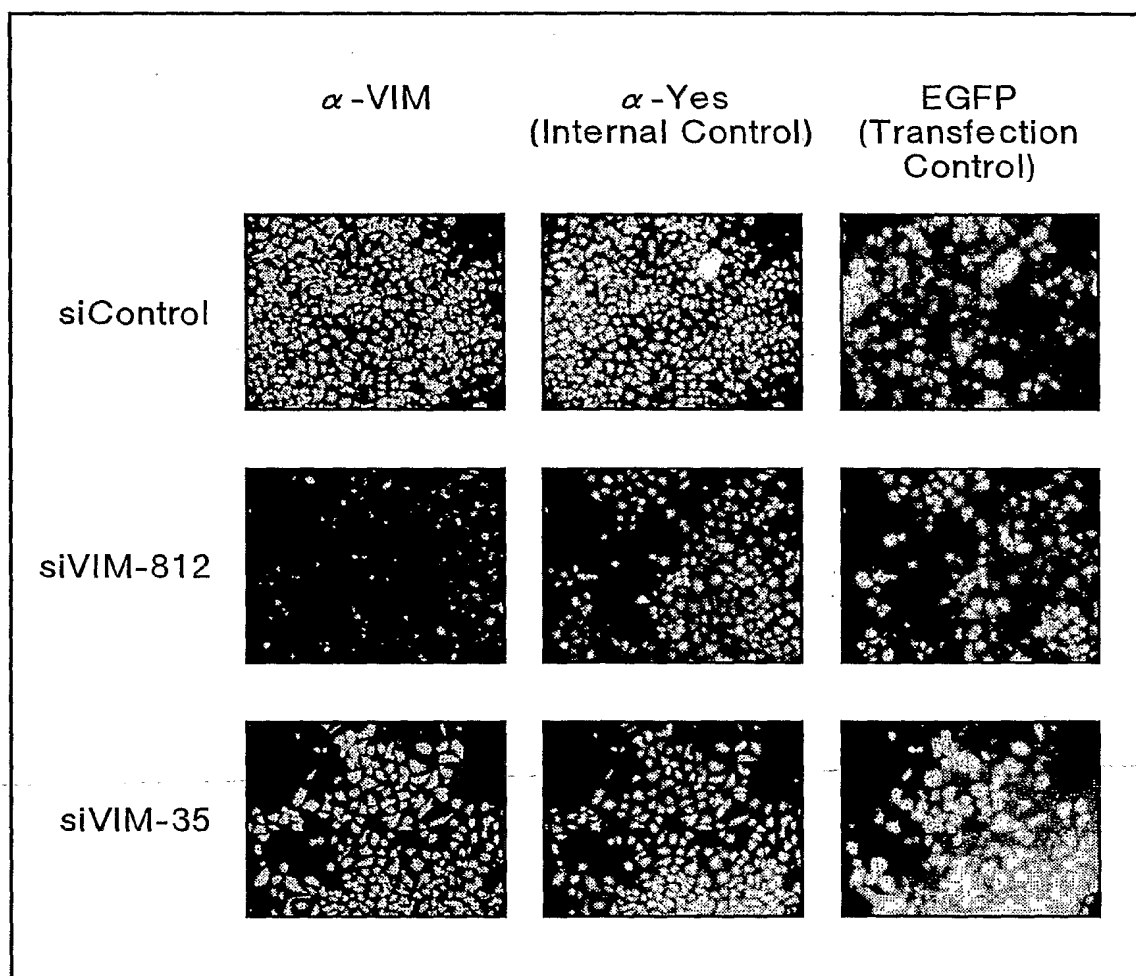 α-VIM
α-Yes
(Internal Control)
EGFP
(Transfection
Control)
siControl
siVIM-812
siVIM-35